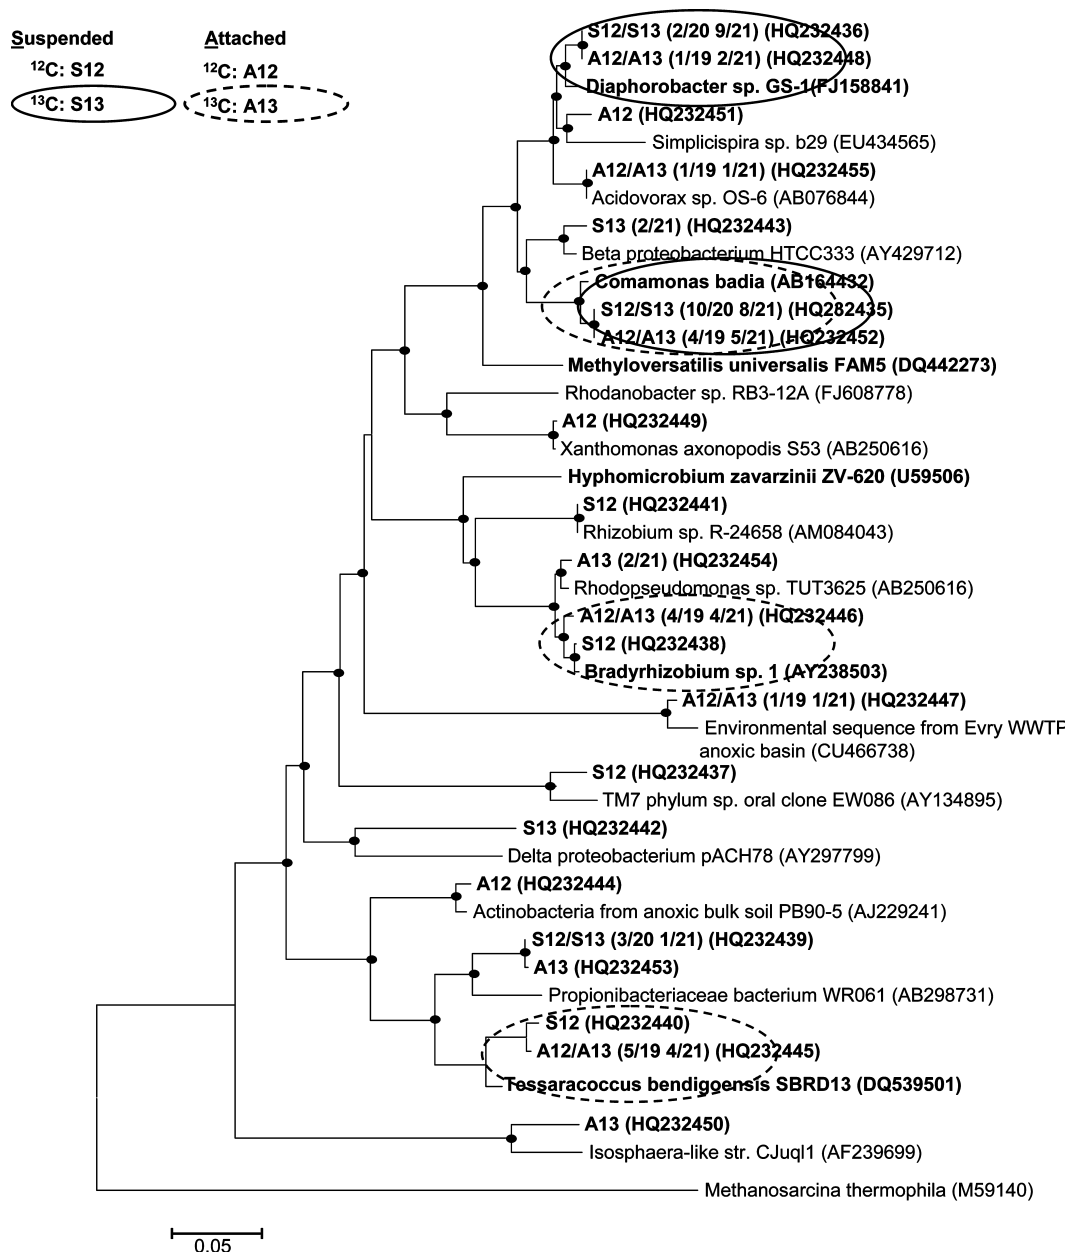 Suspended Attached
¹²C: S12 ¹²C: A12
¹³C: S13 ¹³C: A13
S12/S13 (2/20 9/21) (HQ232436)
A12/A13 (1/19 2/21) (HQ232448)
Diaphorobacter sp. GS-1(FJ158841)
A12 (HQ232451)
Simplicispira sp. b29 (EU434565)
A12/A13 (1/19 1/21) (HQ232455)
Acidovorax sp. OS-6 (AB076844)
S13 (2/21) (HQ232443)
Beta proteobacterium HTCC333 (AY429712)
Comamonas badia (AB164432)
S12/S13 (10/20 8/21) (HQ282435)
A12/A13 (4/19 5/21) (HQ232452)
Methyloversatilis universalis FAM5 (DQ442273)
Rhodanobacter sp. RB3-12A (FJ608778)
A12 (HQ232449)
Xanthomonas axonopodis S53 (AB250616)
Hyphomicrobium zavarzinii ZV-620 (U59506)
S12 (HQ232441)
Rhizobium sp. R-24658 (AM084043)
A13 (2/21) (HQ232454)
Rhodopseudomonas sp. TUT3625 (AB250616)
A12/A13 (4/19 4/21) (HQ232446)
S12 (HQ232438)
Bradyrhizobium sp. 1 (AY238503)
A12/A13 (1/19 1/21) (HQ232447)
Environmental sequence from Evry WWTP
anoxic basin (CU466738)
S12 (HQ232437)
TM7 phylum sp. oral clone EW086 (AY134895)
S13 (HQ232442)
Delta proteobacterium pACH78 (AY297799)
A12 (HQ232444)
Actinobacteria from anoxic bulk soil PB90-5 (AJ229241)
S12/S13 (3/20 1/21) (HQ232439)
A13 (HQ232453)
Propionibacteriaceae bacterium WR061 (AB298731)
S12 (HQ232440)
A12/A13 (5/19 4/21) (HQ232445)
Tessaracoccus bendigoensis SBRD13 (DQ539501)
A13 (HQ232450)
Isosphaera-like str. CJuql1 (AF239699)
Methanosarcina thermophila (M59140)
0.05